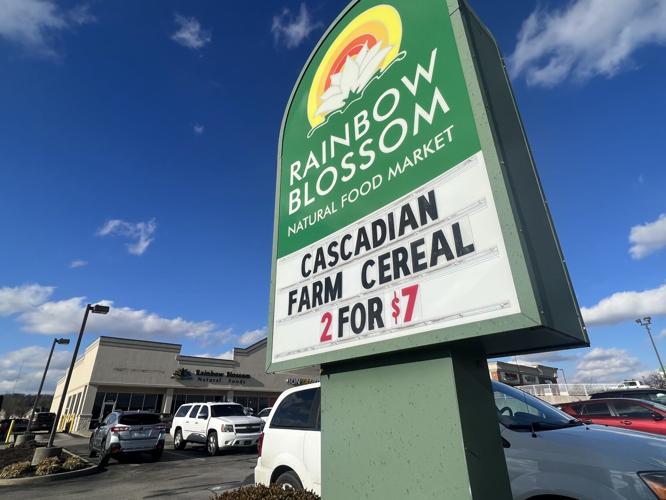 RAINBOW
BLOSSOM
NATURAL FOOD MARKET
CASCADIAN
FARM CEREAL
2 FOR $7
Rainbow Blossom
Natural Foods